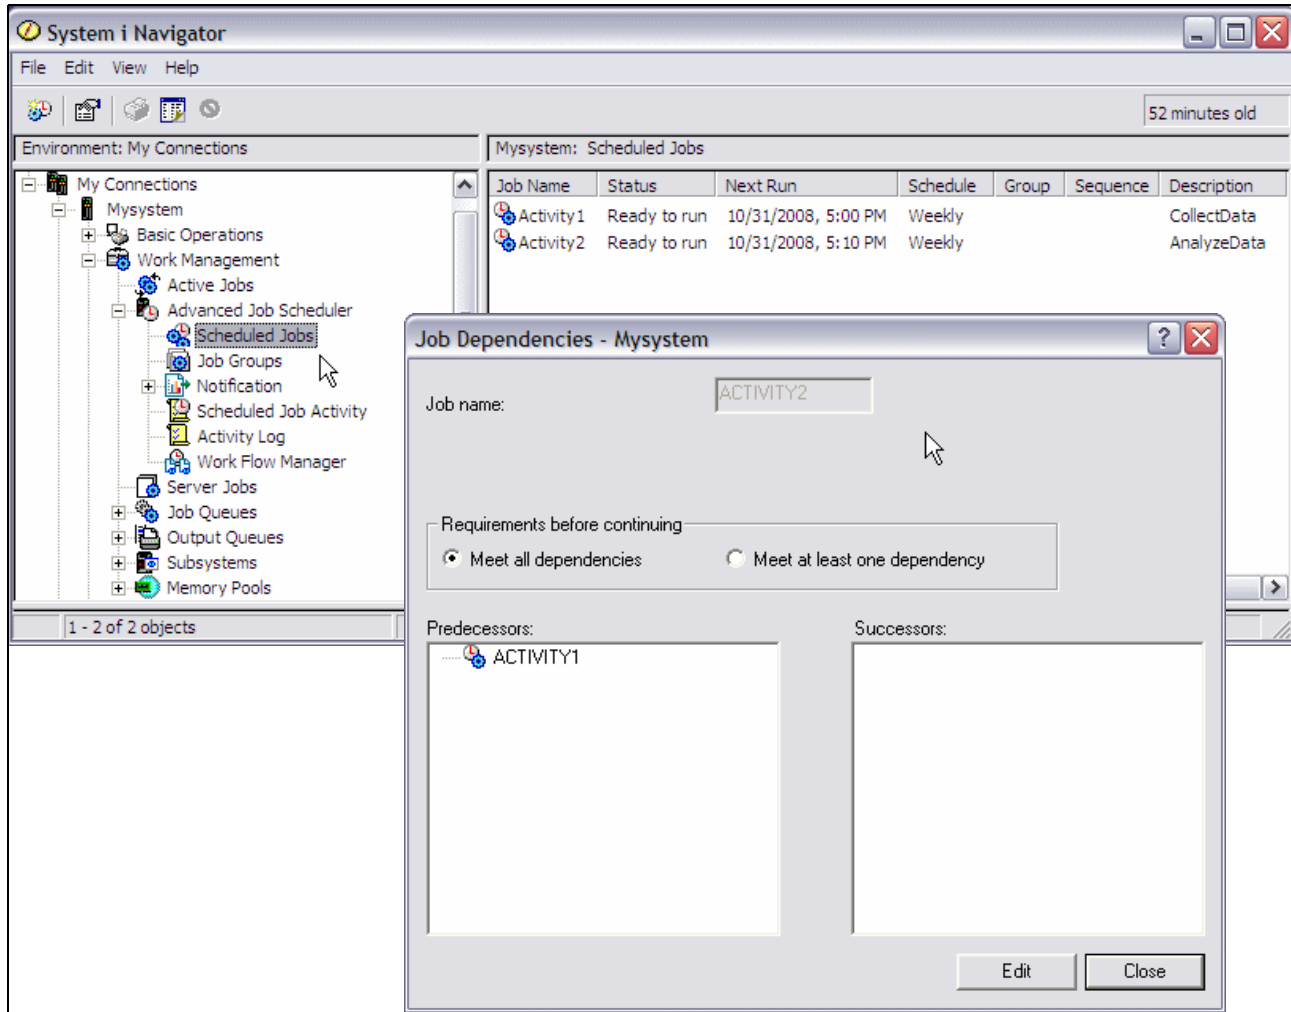 System i Navigator
File Edit View Help
52 minutes old
Environment: My Connections
Mysystem: Scheduled Jobs
My Connections
Mysystem
Basic Operations
Work Management
Active Jobs
Advanced Job Scheduler
Scheduled Jobs
Job Groups
Notification
Scheduled Job Activity
Activity Log
Work Flow Manager
Server Jobs
Job Queues
Output Queues
Subsystems
Memory Pools
1 - 2 of 2 objects
Job Name Status Next Run Schedule Group Sequence Description
Activity1 Ready to run 10/31/2008, 5:00 PM Weekly CollectData
Activity2 Ready to run 10/31/2008, 5:10 PM Weekly AnalyzeData
Job Dependencies - Mysystem
Job name: ACTIVITY2
Requirements before continuing
Meet all dependencies Meet at least one dependency
Predecessors: Successors:
ACTIVITY1
Edit Close